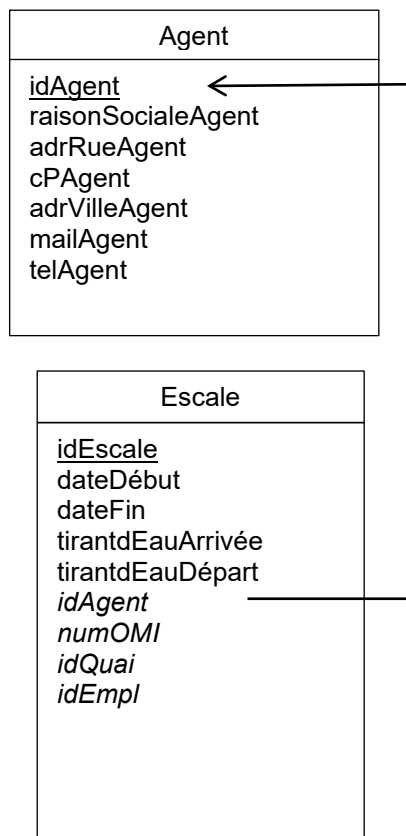 Agent
idAgent
raisonSocialeAgent
adrRueAgent
cPAgent
adrVilleAgent
mailAgent
telAgent
Escale
idEscale
dateDébut
dateFin
tirantdEauArrivée
tirantdEauDépart
idAgent
numOMI
idQuai
idEmpl